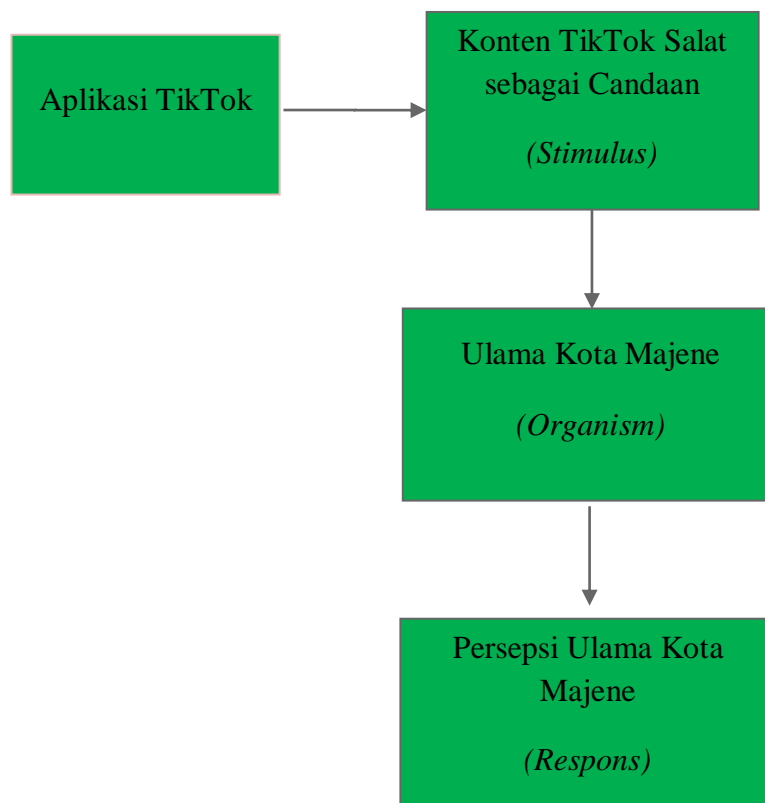 Aplikasi TikTok
Konten TikTok Salat
sebagai Candaan
(Stimulus)
Ulama Kota Majene
(Organism)
Persepsi Ulama Kota
Majene
(Respons)